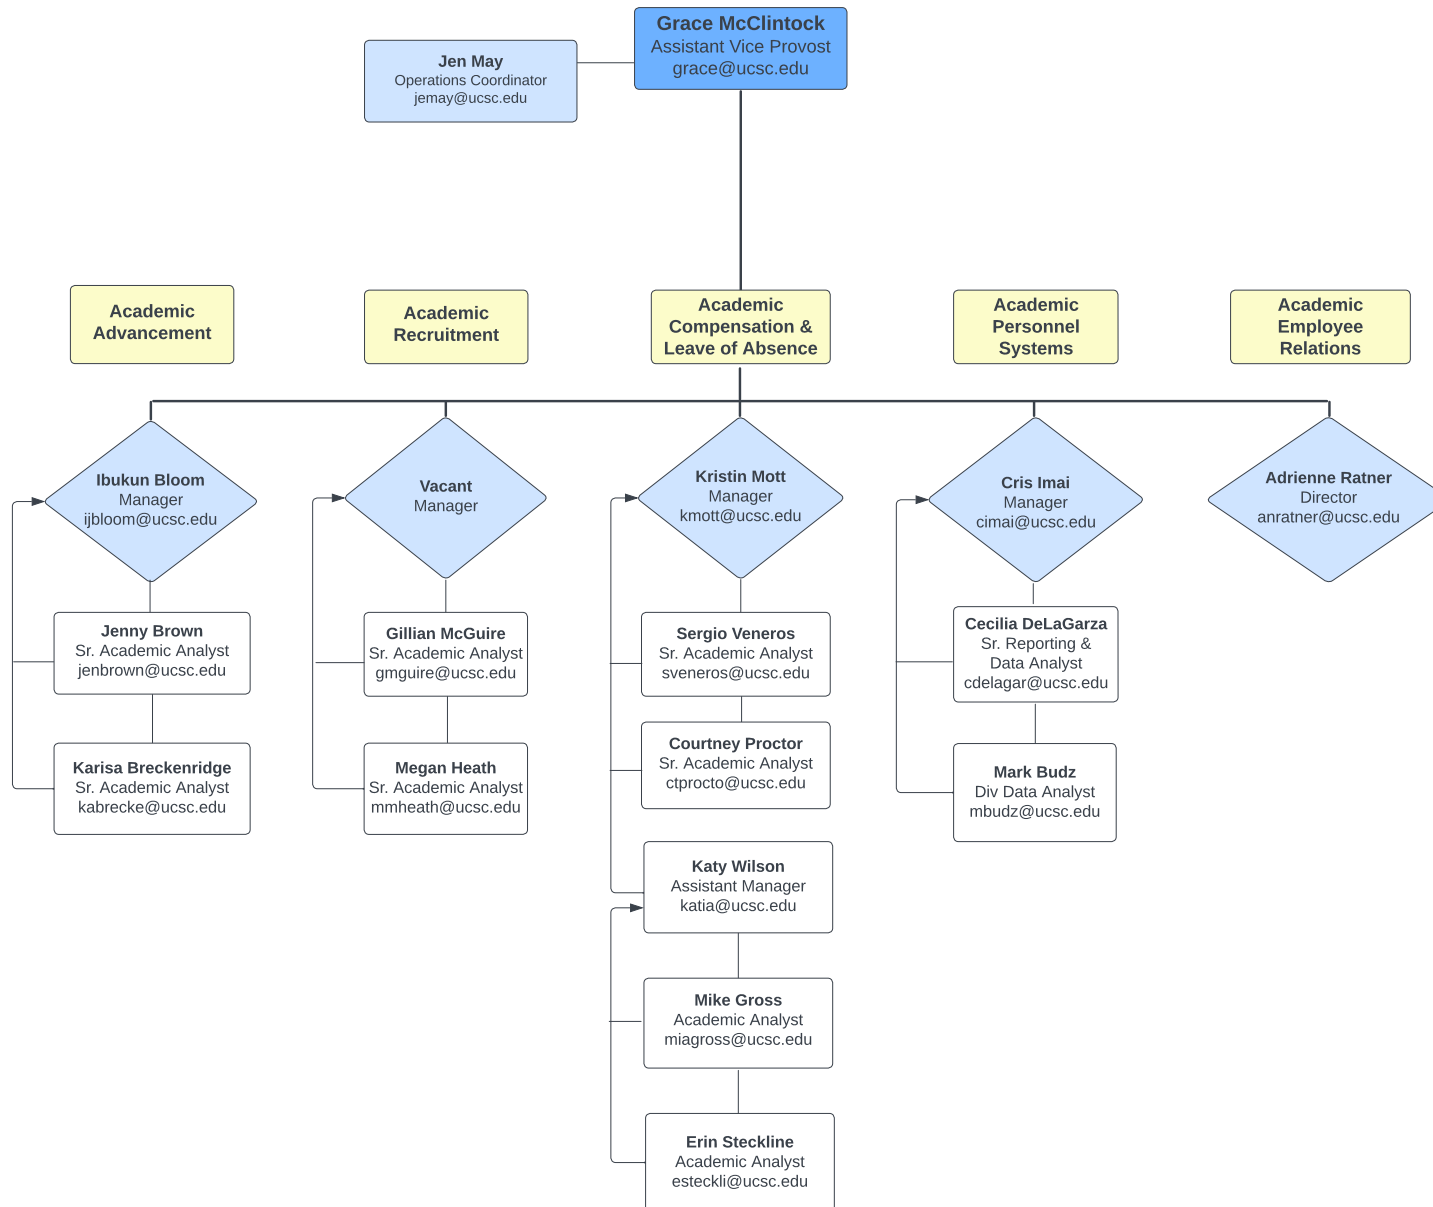 Grace McClintock
Assistant Vice Provost
grace@ucsc.edu
Jen May
Operations Coordinator
jemay@ucsc.edu
Academic
Advancement
Academic
Recruitment
Academic
Compensation &
Leave of Absence
Academic
Personnel
Systems
Academic
Employee
Relations
Ibukun Bloom
Manager
ijbloom@ucsc.edu
Vacant
Manager
Kristin Mott
Manager
kmott@ucsc.edu
Cris Imai
Manager
cimai@ucsc.edu
Adrienne Ratner
Director
anratner@ucsc.edu
Jenny Brown
Sr. Academic Analyst
jenbrown@ucsc.edu
Gillian McGuire
Sr. Academic Analyst
gmguire@ucsc.edu
Sergio Veneros
Sr. Academic Analyst
sveneros@ucsc.edu
Cecilia DeLaGarza
Sr. Reporting &
Data Analyst
cdelagar@ucsc.edu
Karisa Breckenridge
Sr. Academic Analyst
kabrecke@ucsc.edu
Megan Heath
Sr. Academic Analyst
mmheath@ucsc.edu
Courtney Proctor
Sr. Academic Analyst
ctprocto@ucsc.edu
Mark Budz
Div Data Analyst
mbudz@ucsc.edu
Katy Wilson
Assistant Manager
katia@ucsc.edu
Mike Gross
Academic Analyst
miagross@ucsc.edu
Erin Steckline
Academic Analyst
esteckli@ucsc.edu